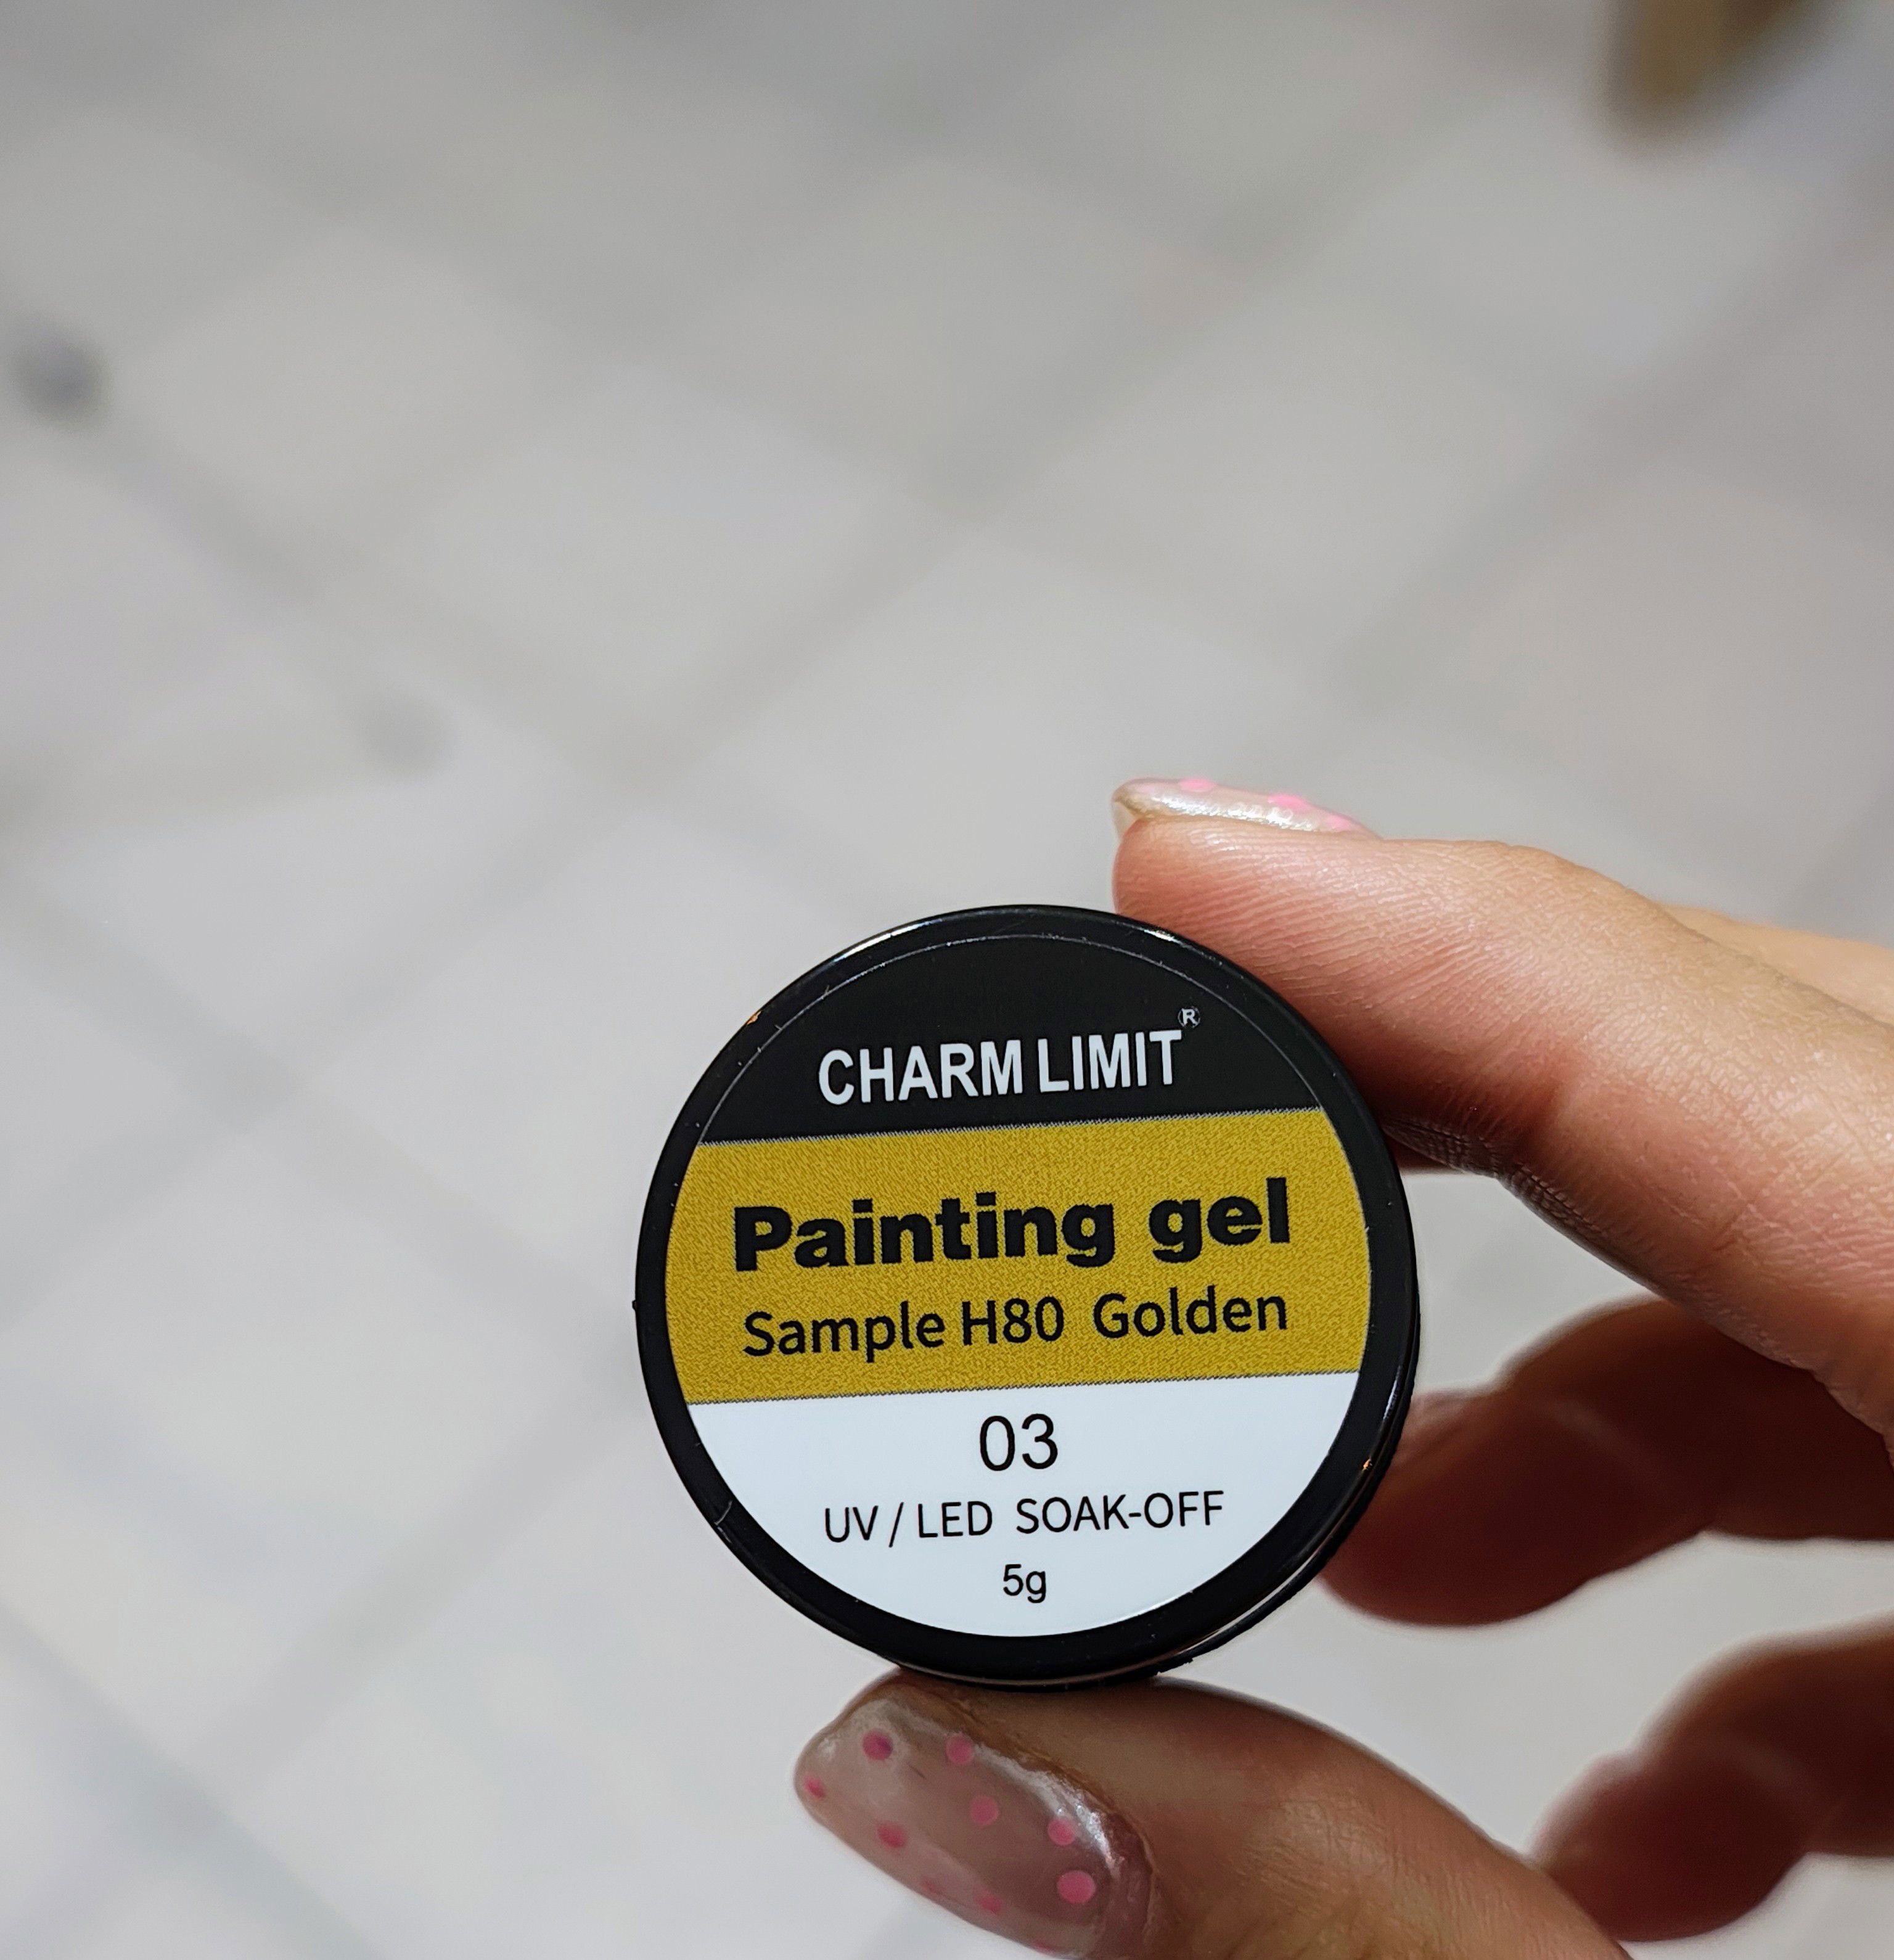 CHARM LIMIT®
Painting gel
Sample H80 Golden
03
UV / LED SOAK-OFF
5g